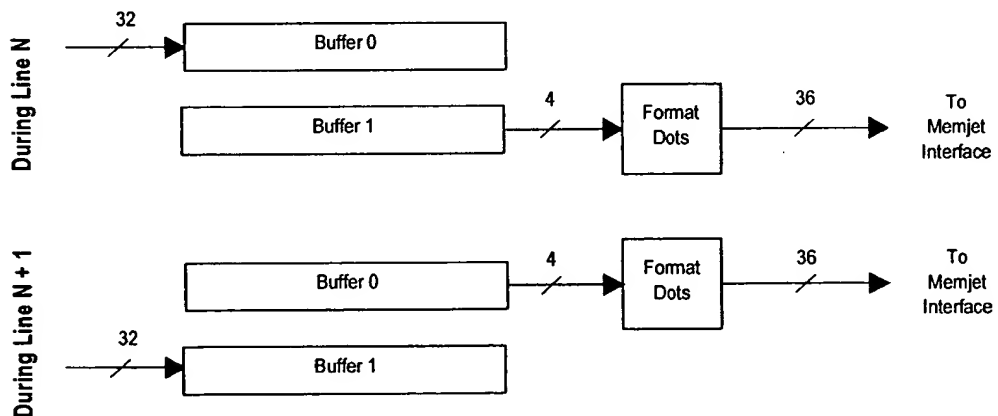 During Line N
32
Buffer 0
Buffer 1
4
Format
Dots
36
To
Memjet
Interface
During Line N + 1
Buffer 0
4
Format
Dots
36
To
Memjet
Interface
32
Buffer 1